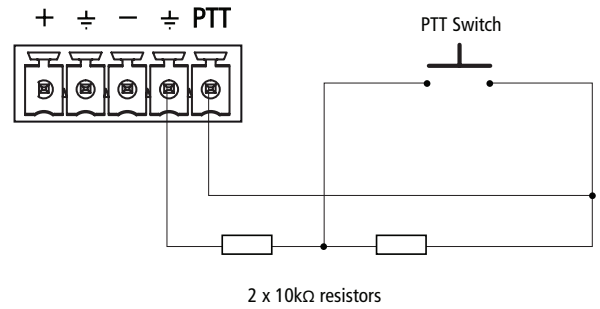 + ⏚ − ⏚ PTT
PTT Switch
2 x 10kΩ resistors